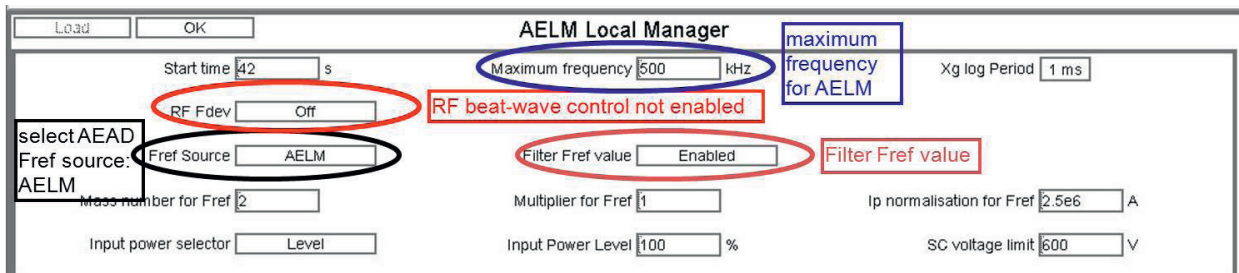 Load
OK
AELM Local Manager
maximum
frequency
for AELM
Start time 42 s
Maximum frequency 500 kHz
Xg log Period 1 ms
RF Fdev Off
RF beat-wave control not enabled
select AEAD
Fref source:
AELM
Fref Source AELM
Filter Fref value Enabled
Filter Fref value
Mass number for Fref 2
Multiplier for Fref 1
Ip normalisation for Fref 2.5e6 A
Input power selector Level
Input Power Level 100 %
SC voltage limit 600 V